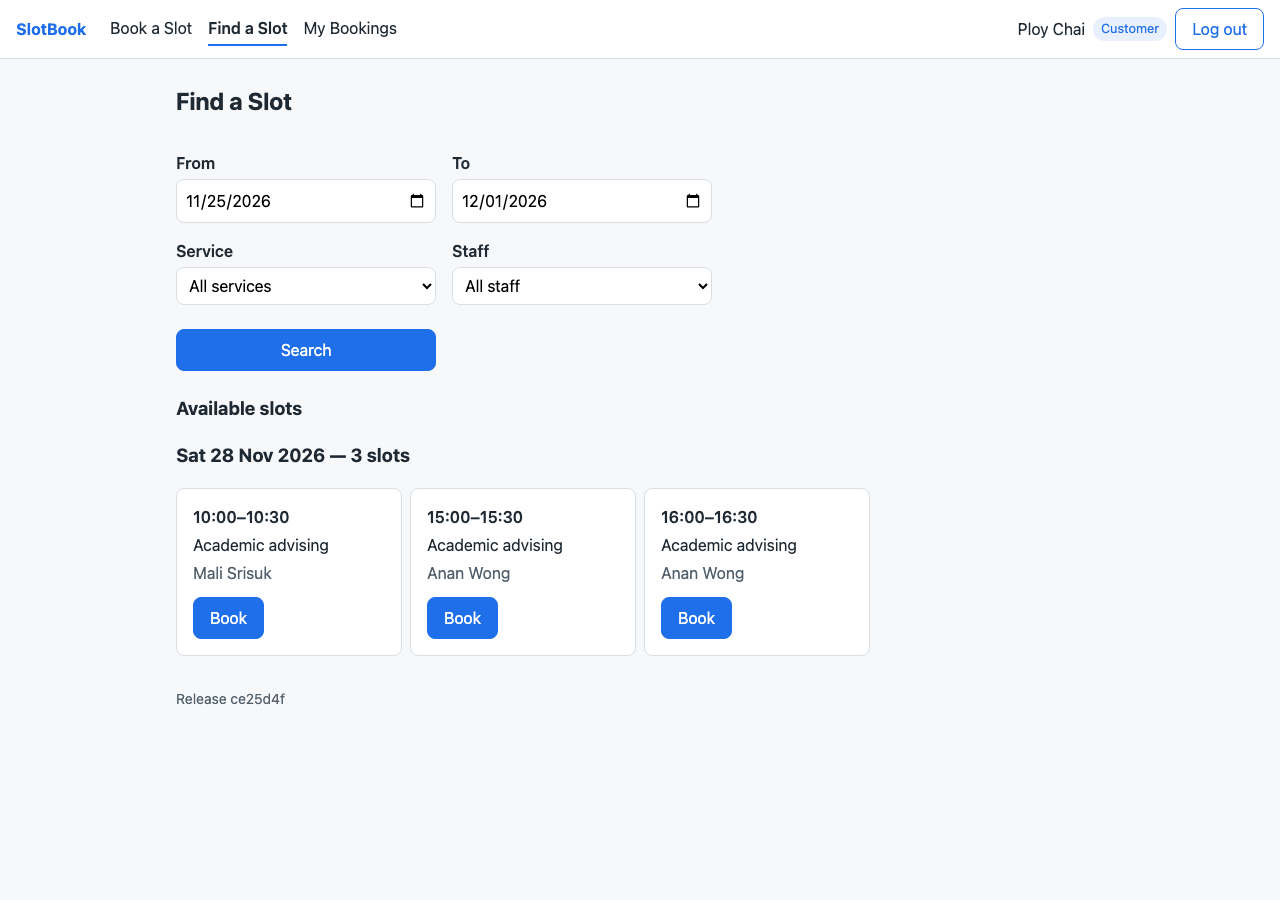 SlotBook Book a Slot Find a Slot My Bookings Ploy Chai Customer Log out
Find a Slot
From To
11/25/2026 12/01/2026
Service Staff
All services All staff
Search
Available slots
Sat 28 Nov 2026 — 3 slots
10:00–10:30 15:00–15:30 16:00–16:30
Academic advising Academic advising Academic advising
Mali Srisuk Anan Wong Anan Wong
Book Book Book
Release ce25d4f